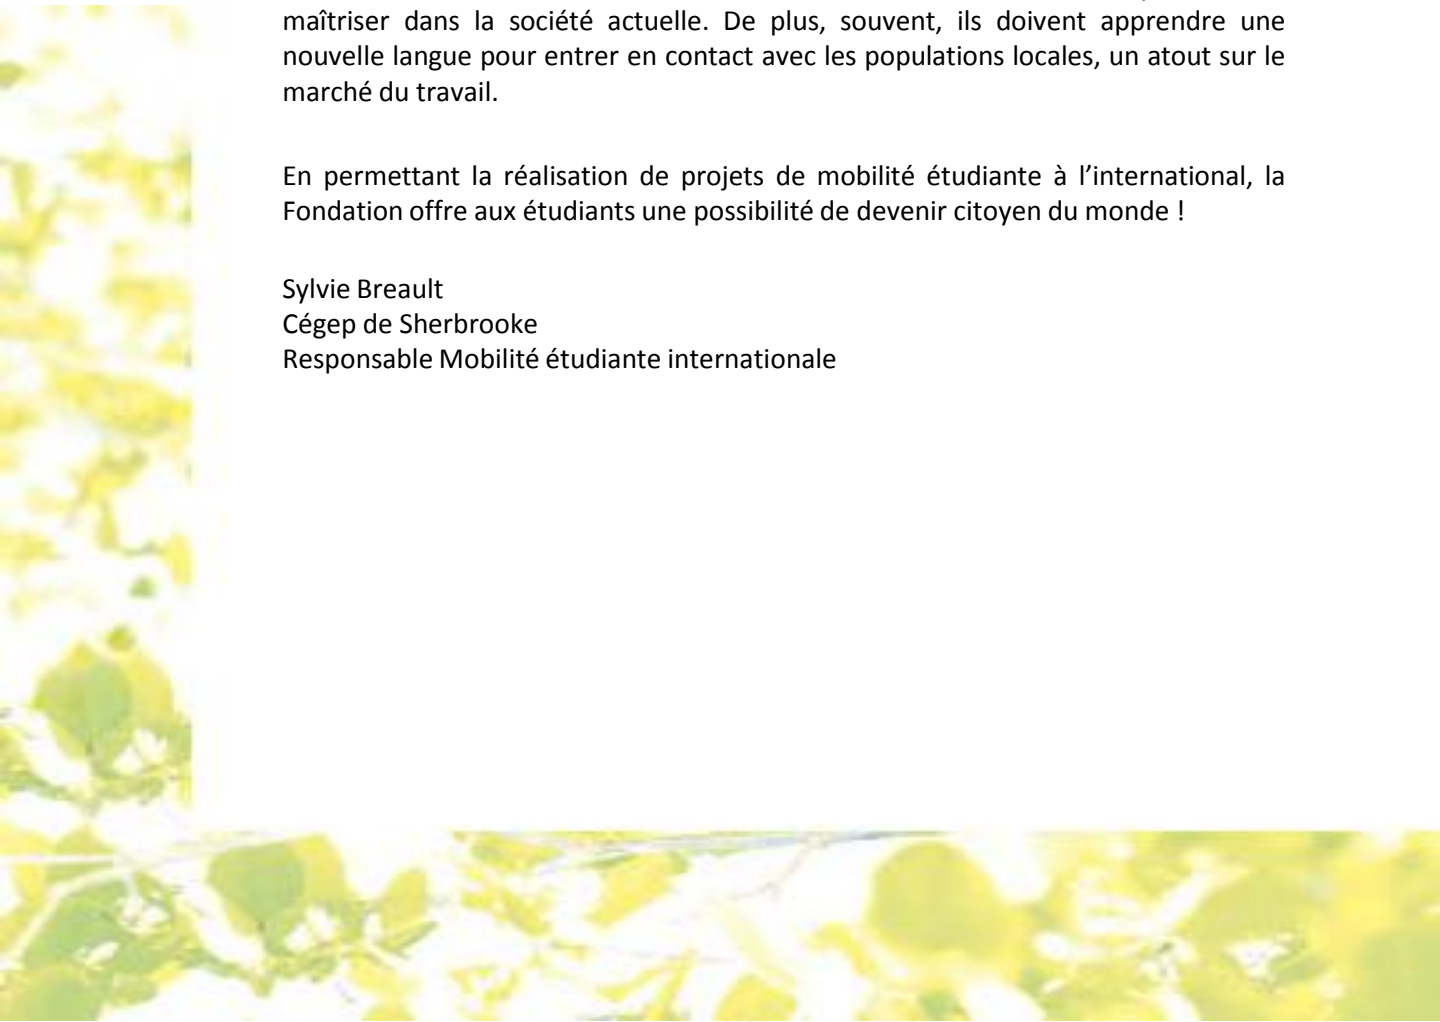 maîtriser dans la société actuelle. De plus, souvent, ils doivent apprendre une
nouvelle langue pour entrer en contact avec les populations locales, un atout sur le
marché du travail.
En permettant la réalisation de projets de mobilité étudiante à l’international, la
Fondation offre aux étudiants une possibilité de devenir citoyen du monde !
Sylvie Breault
Cégep de Sherbrooke
Responsable Mobilité étudiante internationale